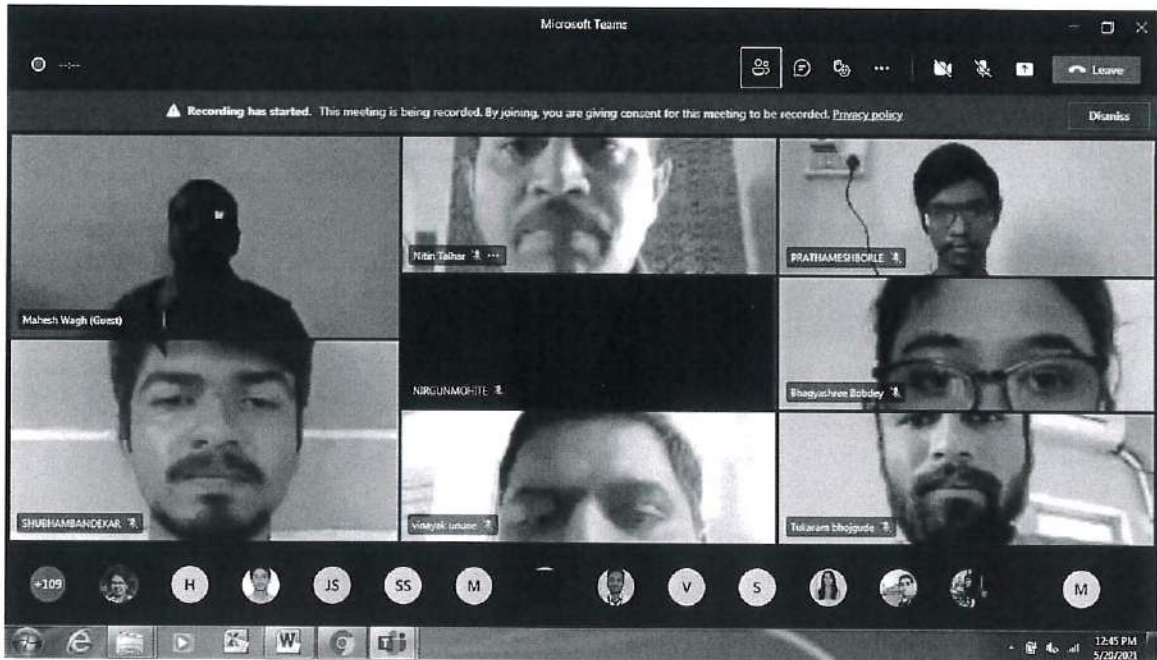 Microsoft Teams
--:--
Leave
Recording has started. This meeting is being recorded. By joining, you are giving consent for this meeting to be recorded. Privacy policy
Dismiss
Mahesh Wagh (Guest)
Nitin Talhar
PRATHAMESHBORLE
NIRGUNMOHITE
Bhagyashree Bobdey
SHUBHAMBANDEKAR
vinayak unune
Tukaram bhojgude
+109
H
JS
SS
M
V
S
M
12:45 PM
5/20/2021